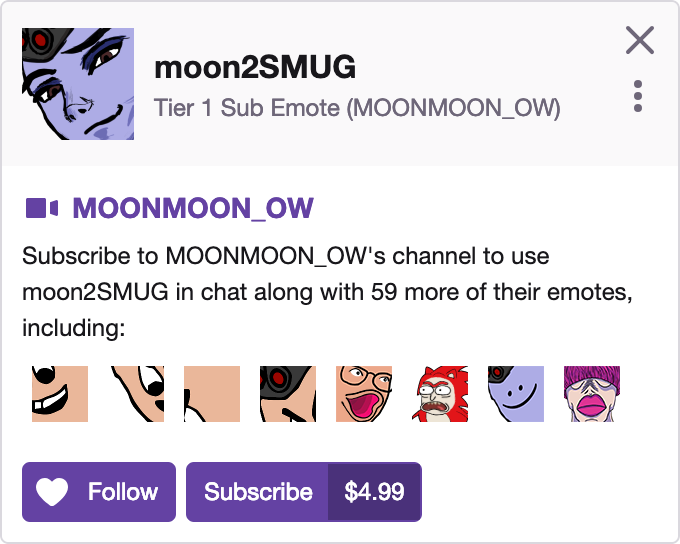 moon2SMUG
Tier 1 Sub Emote (MOONMOON_OW)
MOONMOON_OW
Subscribe to MOONMOON_OW's channel to use
moon2SMUG in chat along with 59 more of their emotes,
including:
Follow
Subscribe $4.99